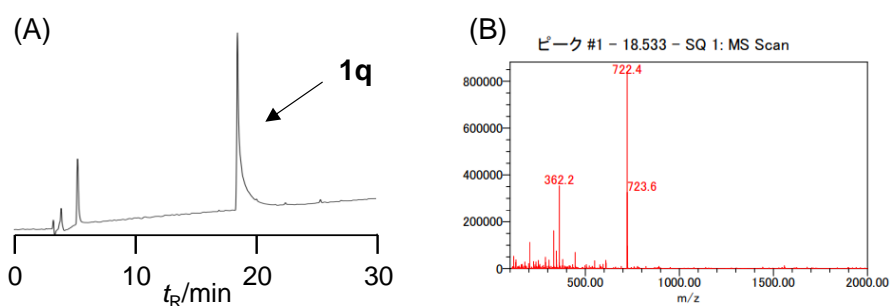 (A)
1q
0
10
20
30
tR/min
(B)
ピーク #1 - 18.533 - SQ 1: MS Scan
800000
600000
400000
200000
0
722.4
723.6
362.2
500.00
1000.00
1500.00
2000.00
m/z